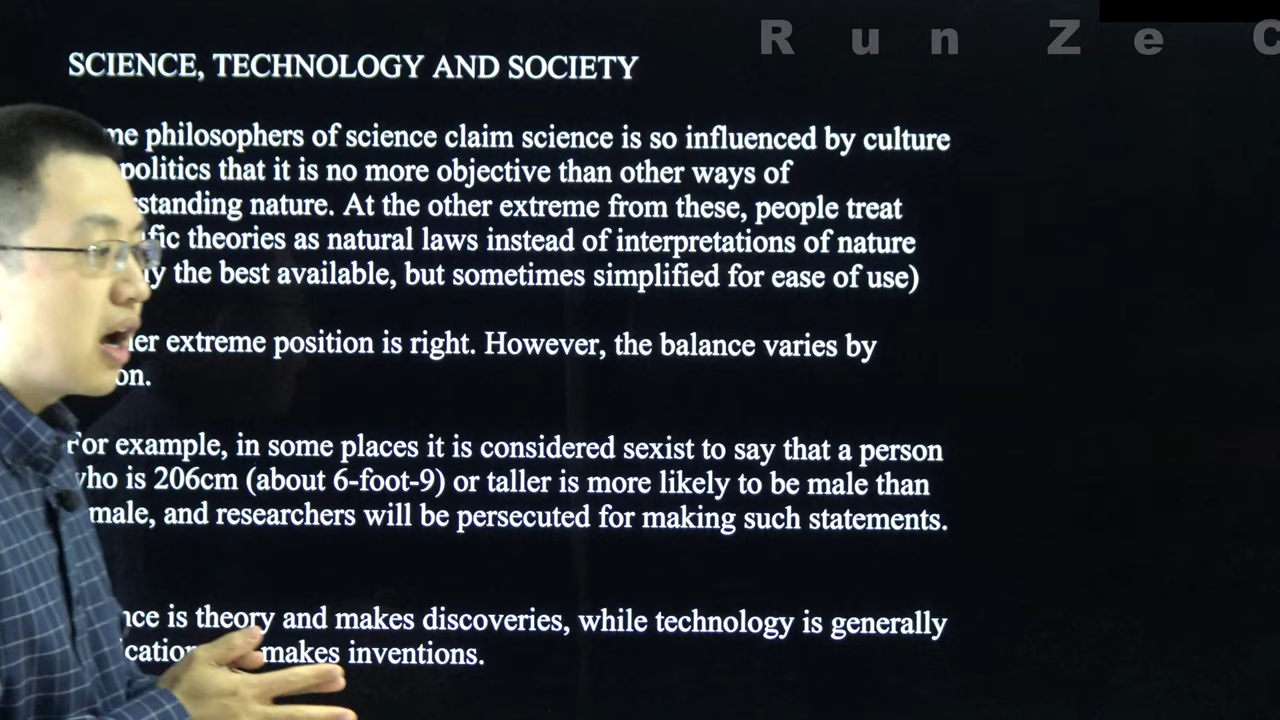 R u n Z e C
SCIENCE, TECHNOLOGY AND SOCIETY
me philosophers of science claim science is so influenced by culture
politics that it is no more objective than other ways of
rstanding nature. At the other extreme from these, people treat
fic theories as natural laws instead of interpretations of nature
y the best available, but sometimes simplified for ease of use)
er extreme position is right. However, the balance varies by
on.
For example, in some places it is considered sexist to say that a person
who is 206cm (about 6-foot-9) or taller is more likely to be male than
male, and researchers will be persecuted for making such statements.
nce is theory and makes discoveries, while technology is generally
catio makes inventions.